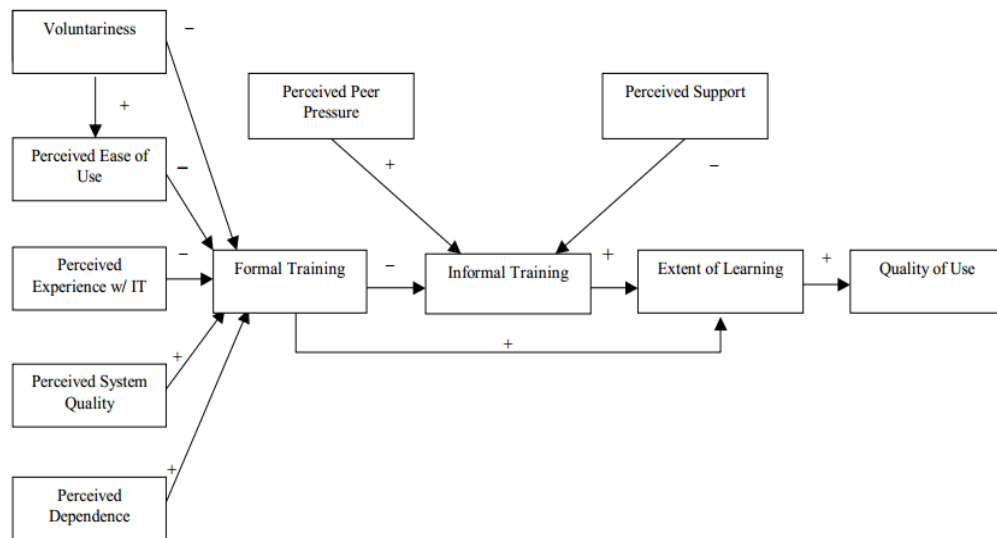 Voluntariness
−
+
Perceived Peer
Pressure
Perceived Support
Perceived Ease of
Use
−
+
−
Perceived
Experience w/ IT
−
Formal Training
−
Informal Training
+
Extent of Learning
+
Quality of Use
+
Perceived System
Quality
+
+
Perceived
Dependence